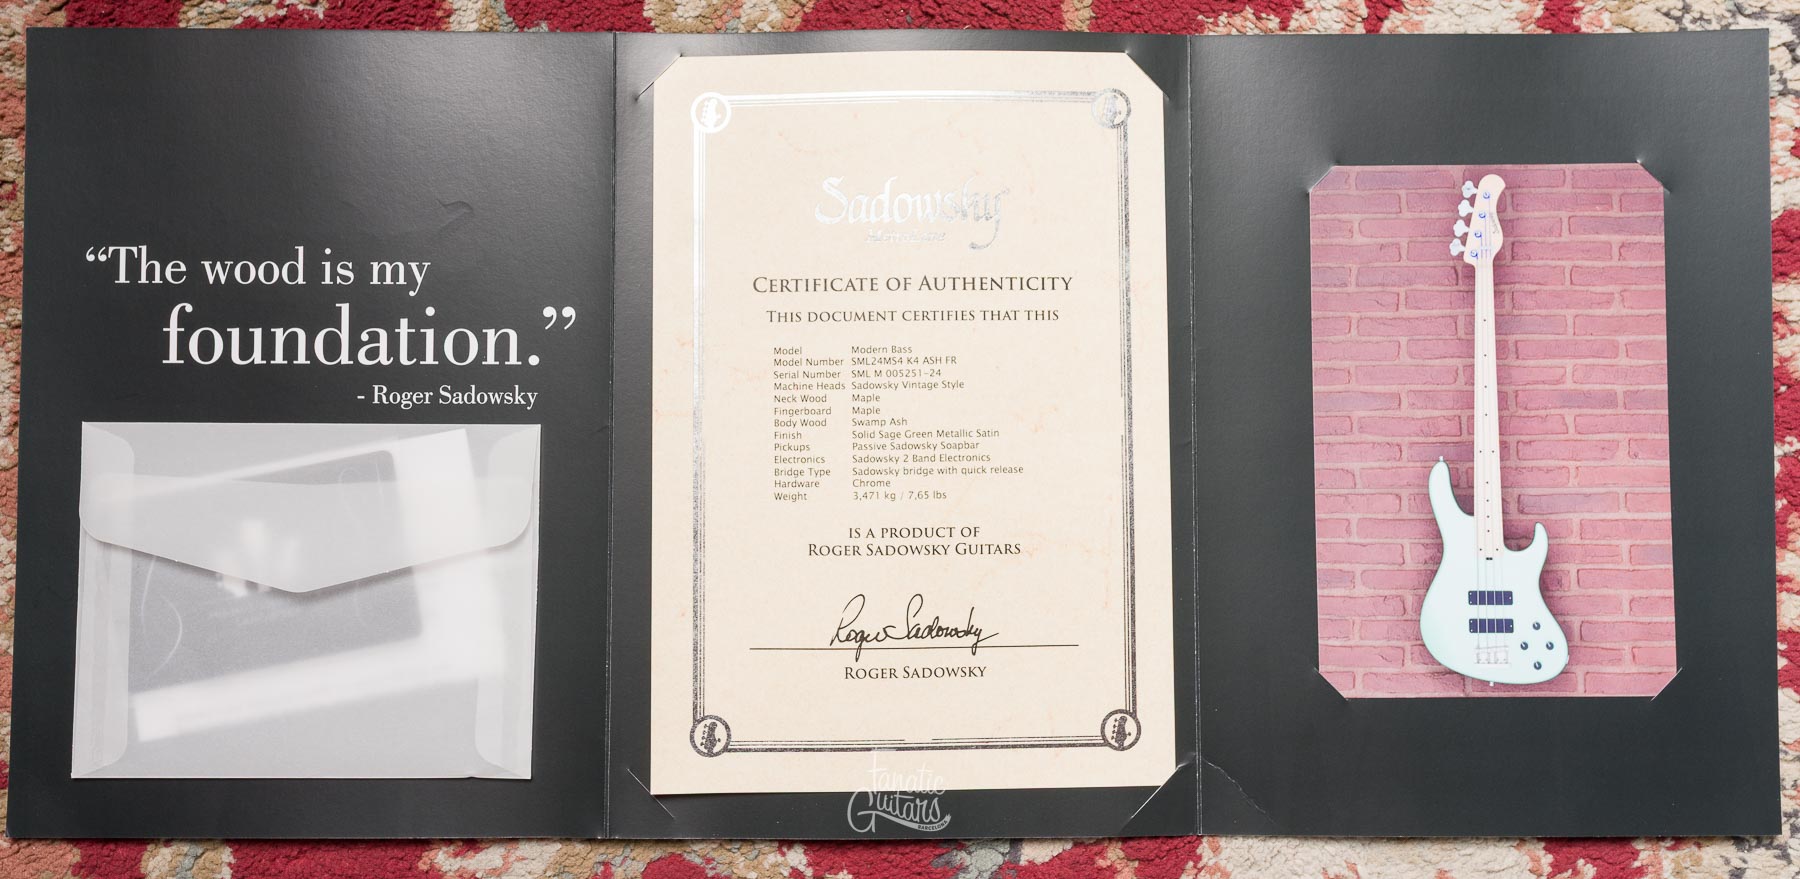 “The wood is my
foundation.”
- Roger Sadowsky
Sadowsky
MetroLine
CERTIFICATE OF AUTHENTICITY
THIS DOCUMENT CERTIFIES THAT THIS
Model Modern Bass
Model Number SML24MS4 K4 ASH FR
Serial Number SML M 005251-24
Machine Heads Sadowsky Vintage Style
Neck Wood Maple
Fingerboard Maple
Body Wood Swamp Ash
Finish Solid Sage Green Metallic Satin
Pickups Passive Sadowsky Soapbar
Electronics Sadowsky 2 Band Electronics
Bridge Type Sadowsky bridge with quick release
Hardware Chrome
Weight 3,471 kg / 7,65 lbs
IS A PRODUCT OF
ROGER SADOWSKY GUITARS
Roger Sadowsky
ROGER SADOWSKY
Fanatic
Guitars
BARCELONA